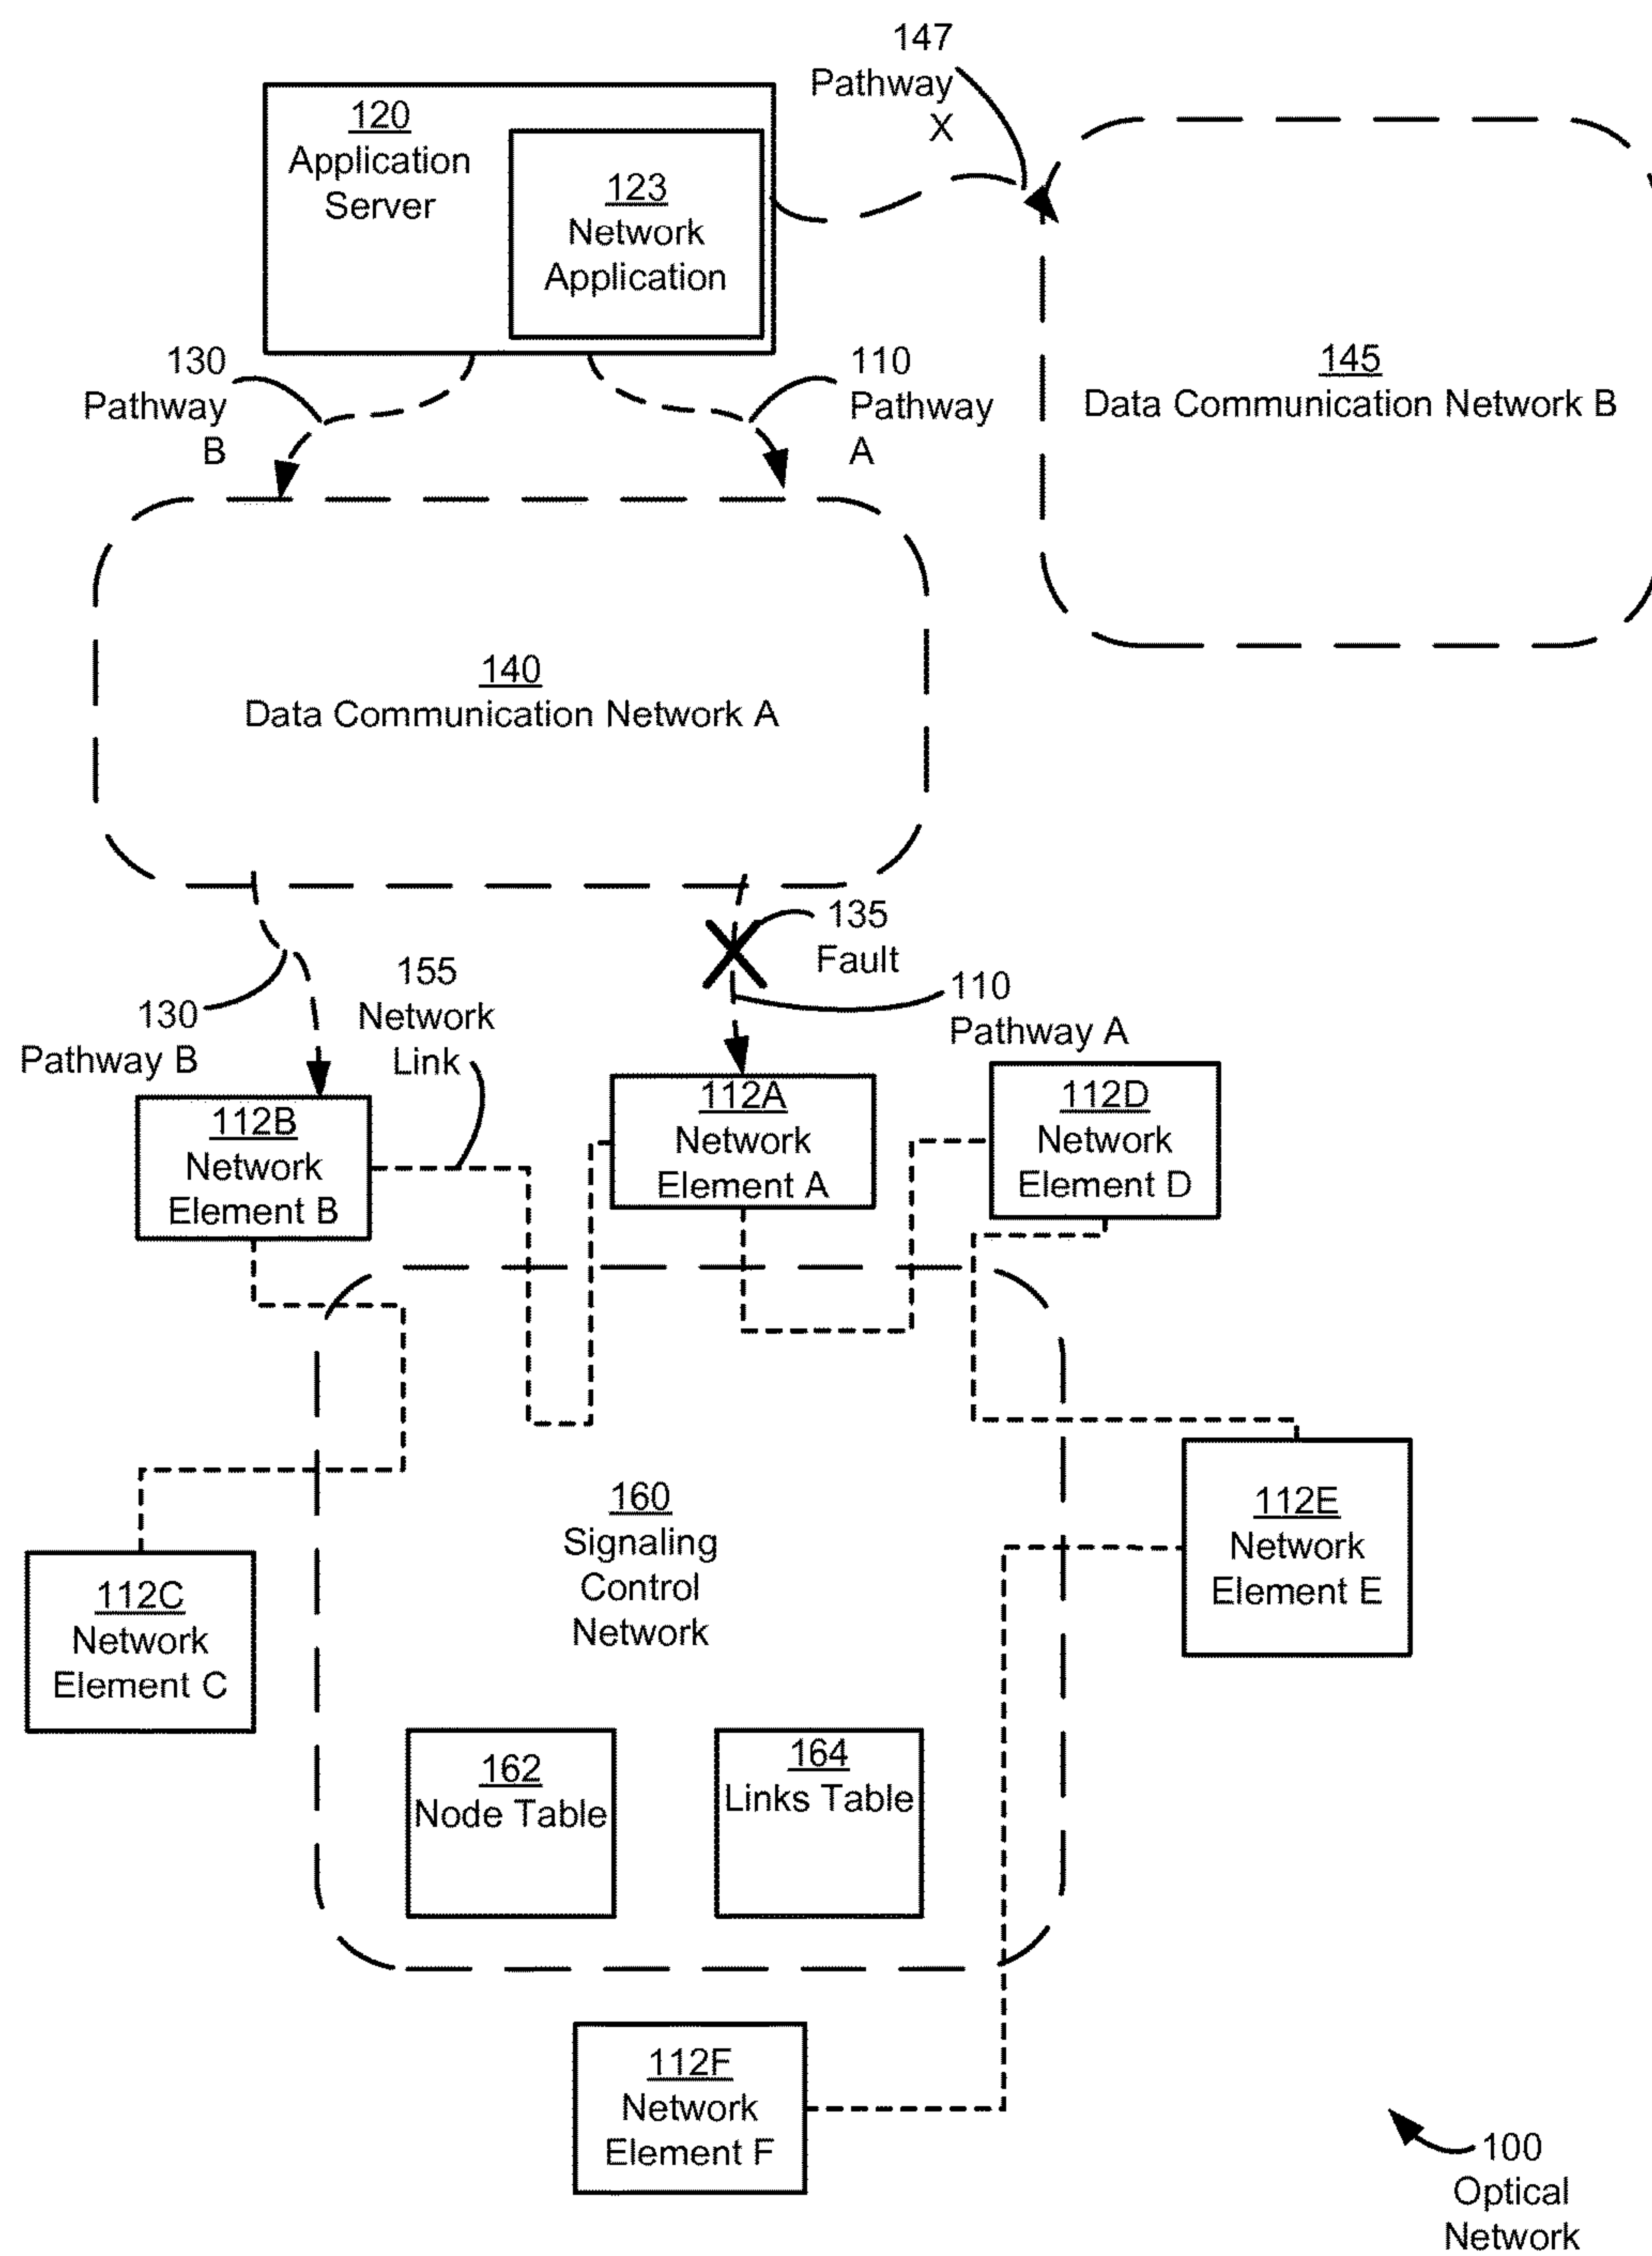 147
Pathway
X
120
Application
Server
123
Network
Application
130
Pathway
B
110
Pathway
A
145
Data Communication Network B
140
Data Communication Network A
135
Fault
155
Network
Link
130
Pathway B
110
Pathway A
112B
Network
Element B
112A
Network
Element A
112D
Network
Element D
160
Signaling
Control
Network
112E
Network
Element E
112C
Network
Element C
162
Node Table
164
Links Table
112F
Network
Element F
100
Optical
Network